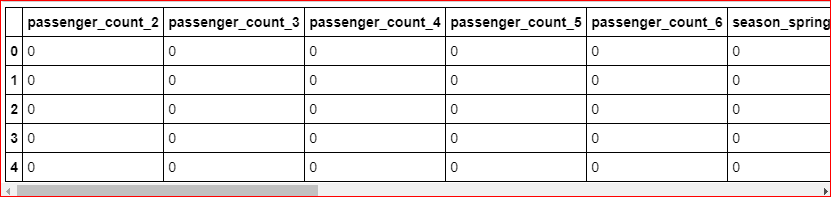 passenger_count_2 passenger_count_3 passenger_count_4 passenger_count_5 passenger_count_6 season_spring
0 0 0 0 0 0 0
1 0 0 0 0 0 0
2 0 0 0 0 0 0
3 0 0 0 0 0 0
4 0 0 0 0 0 0